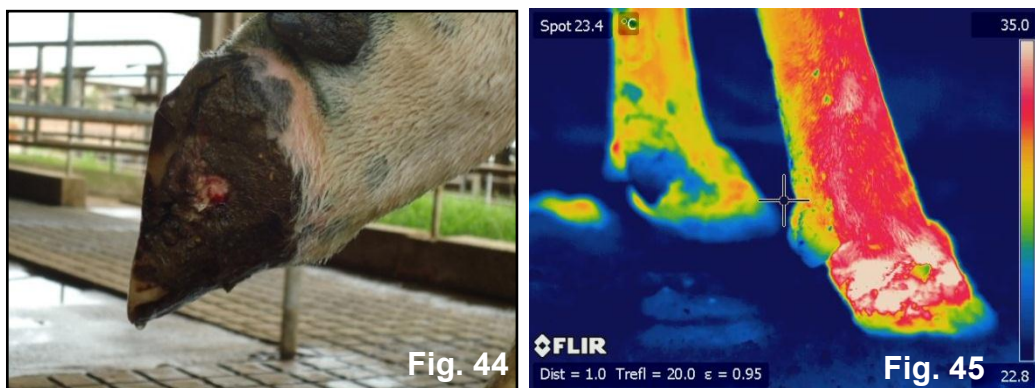 Fig. 44
Spot 23.4 °C
35.0
FLIR
Dist = 1.0 Trefl = 20.0 ε = 0.95
22.8
Fig. 45